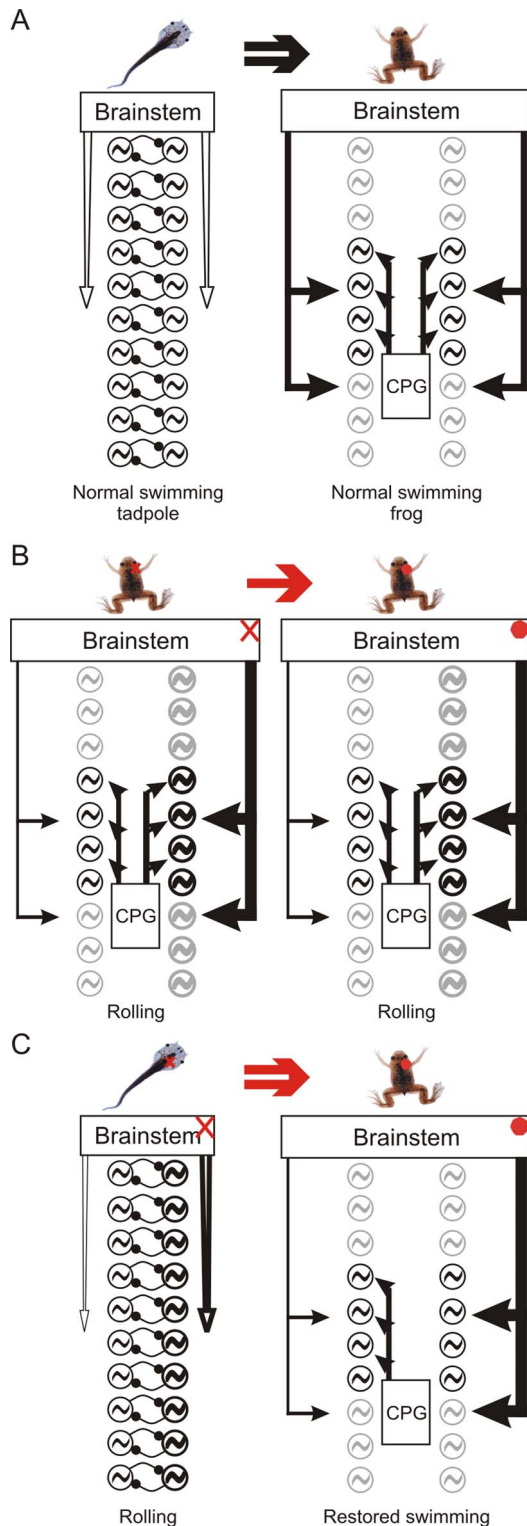 A
Brainstem
Brainstem
CPG
Normal swimming
tadpole
Normal swimming
frog
B
Brainstem
Brainstem
CPG
CPG
Rolling
Rolling
C
Brainstem
Brainstem
CPG
Rolling
Restored swimming